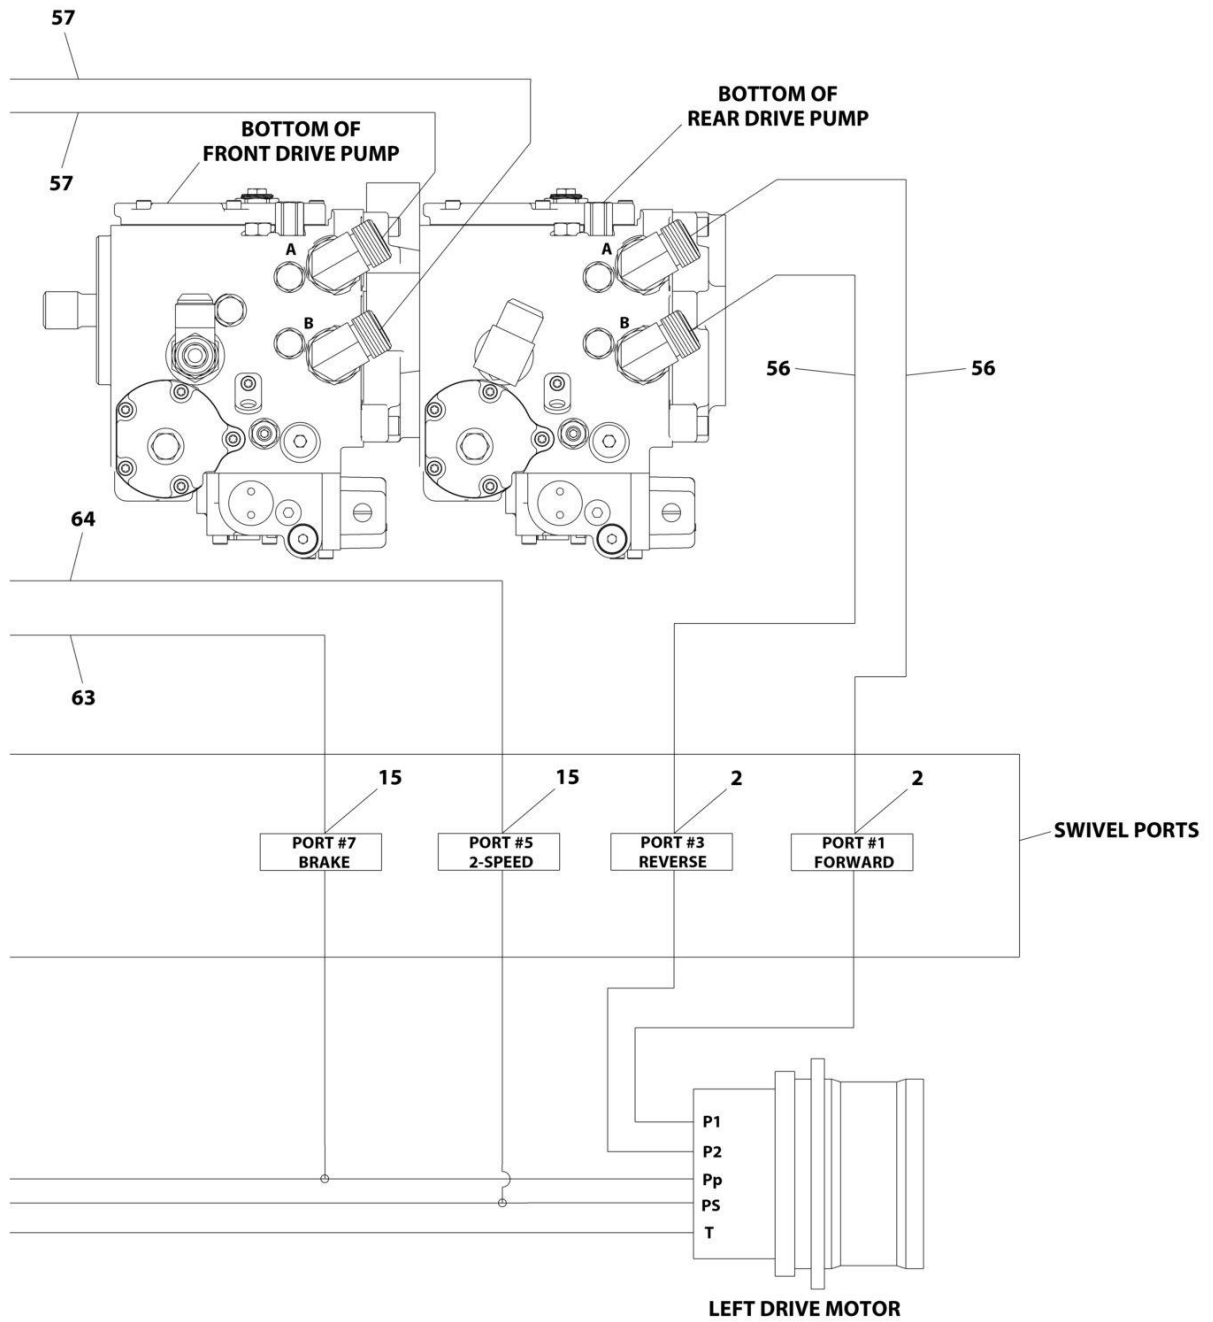 57
BOTTOM OF
REAR DRIVE PUMP
BOTTOM OF
FRONT DRIVE PUMP
57
A
A
B
B
56
56
64
63
15
15
2
2
PORT #7
BRAKE
PORT #5
2-SPEED
PORT #3
REVERSE
PORT #1
FORWARD
SWIVEL PORTS
P1
P2
Pp
PS
T
LEFT DRIVE MOTOR